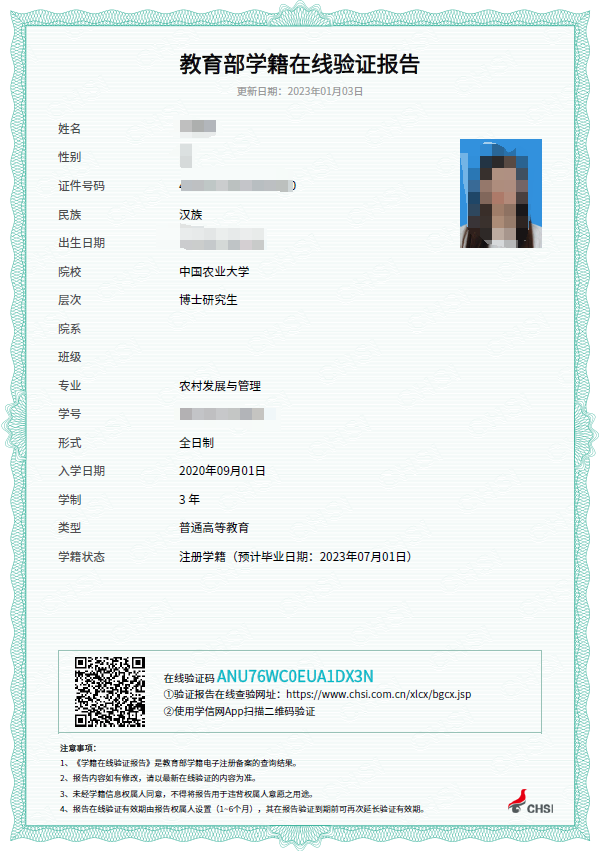 教育部学籍在线验证报告
更新日期：2023年01月03日
姓名
性别
证件号码
民族 汉族
出生日期
院校 中国农业大学
层次 博士研究生
院系
班级
专业 农村发展与管理
学号
形式 全日制
入学日期 2020年09月01日
学制 3 年
类型 普通高等教育
学籍状态 注册学籍（预计毕业日期：2023年07月01日）
在线验证码 ANU76WC0EUA1DX3N
①验证报告在线查验网址：https://www.chsi.com.cn/xlcx/bgcx.jsp
②使用学信网App扫描二维码验证
注意事项：
1、《学籍在线验证报告》是教育部学籍电子注册备案的查询结果。
2、报告内容如有修改，请以最新在线验证的内容为准。
3、未经学籍信息权属人同意，不得将报告用于违背权属人意愿之用途。
4、报告在线验证有效期由报告权属人设置（1~6个月），其在报告验证到期前可再次延长验证有效期。
CHSI